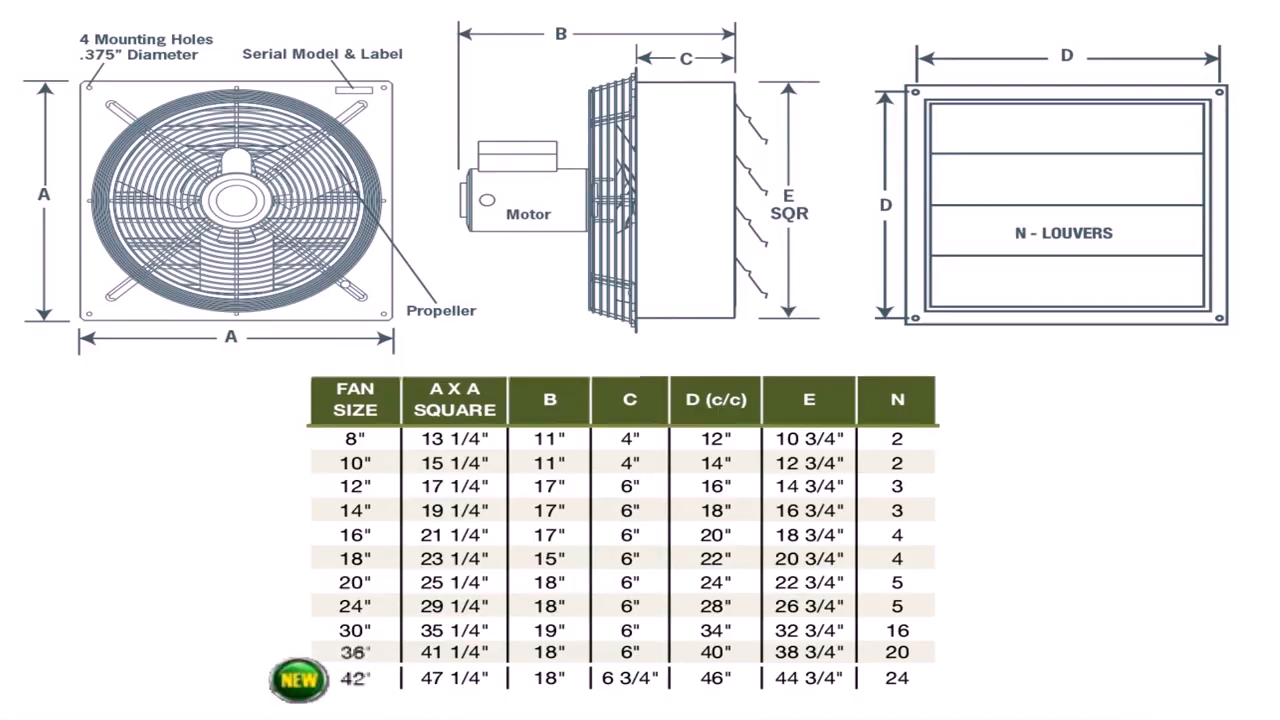 4 Mounting Holes
.375" Diameter
Serial Model & Label
A
A
Propeller
B
C
Motor
E
SQR
D
D
N - LOUVERS
FAN SIZE A X A SQUARE B C D (c/c) E N
8" 13 1/4" 11" 4" 12" 10 3/4" 2
10" 15 1/4" 11" 4" 14" 12 3/4" 2
12" 17 1/4" 17" 6" 16" 14 3/4" 3
14" 19 1/4" 17" 6" 18" 16 3/4" 3
16" 21 1/4" 17" 6" 20" 18 3/4" 4
18" 23 1/4" 15" 6" 22" 20 3/4" 4
20" 25 1/4" 18" 6" 24" 22 3/4" 5
24" 29 1/4" 18" 6" 28" 26 3/4" 5
30" 35 1/4" 19" 6" 34" 32 3/4" 16
36" 41 1/4" 18" 6" 40" 38 3/4" 20
NEW 42" 47 1/4" 18" 6 3/4" 46" 44 3/4" 24